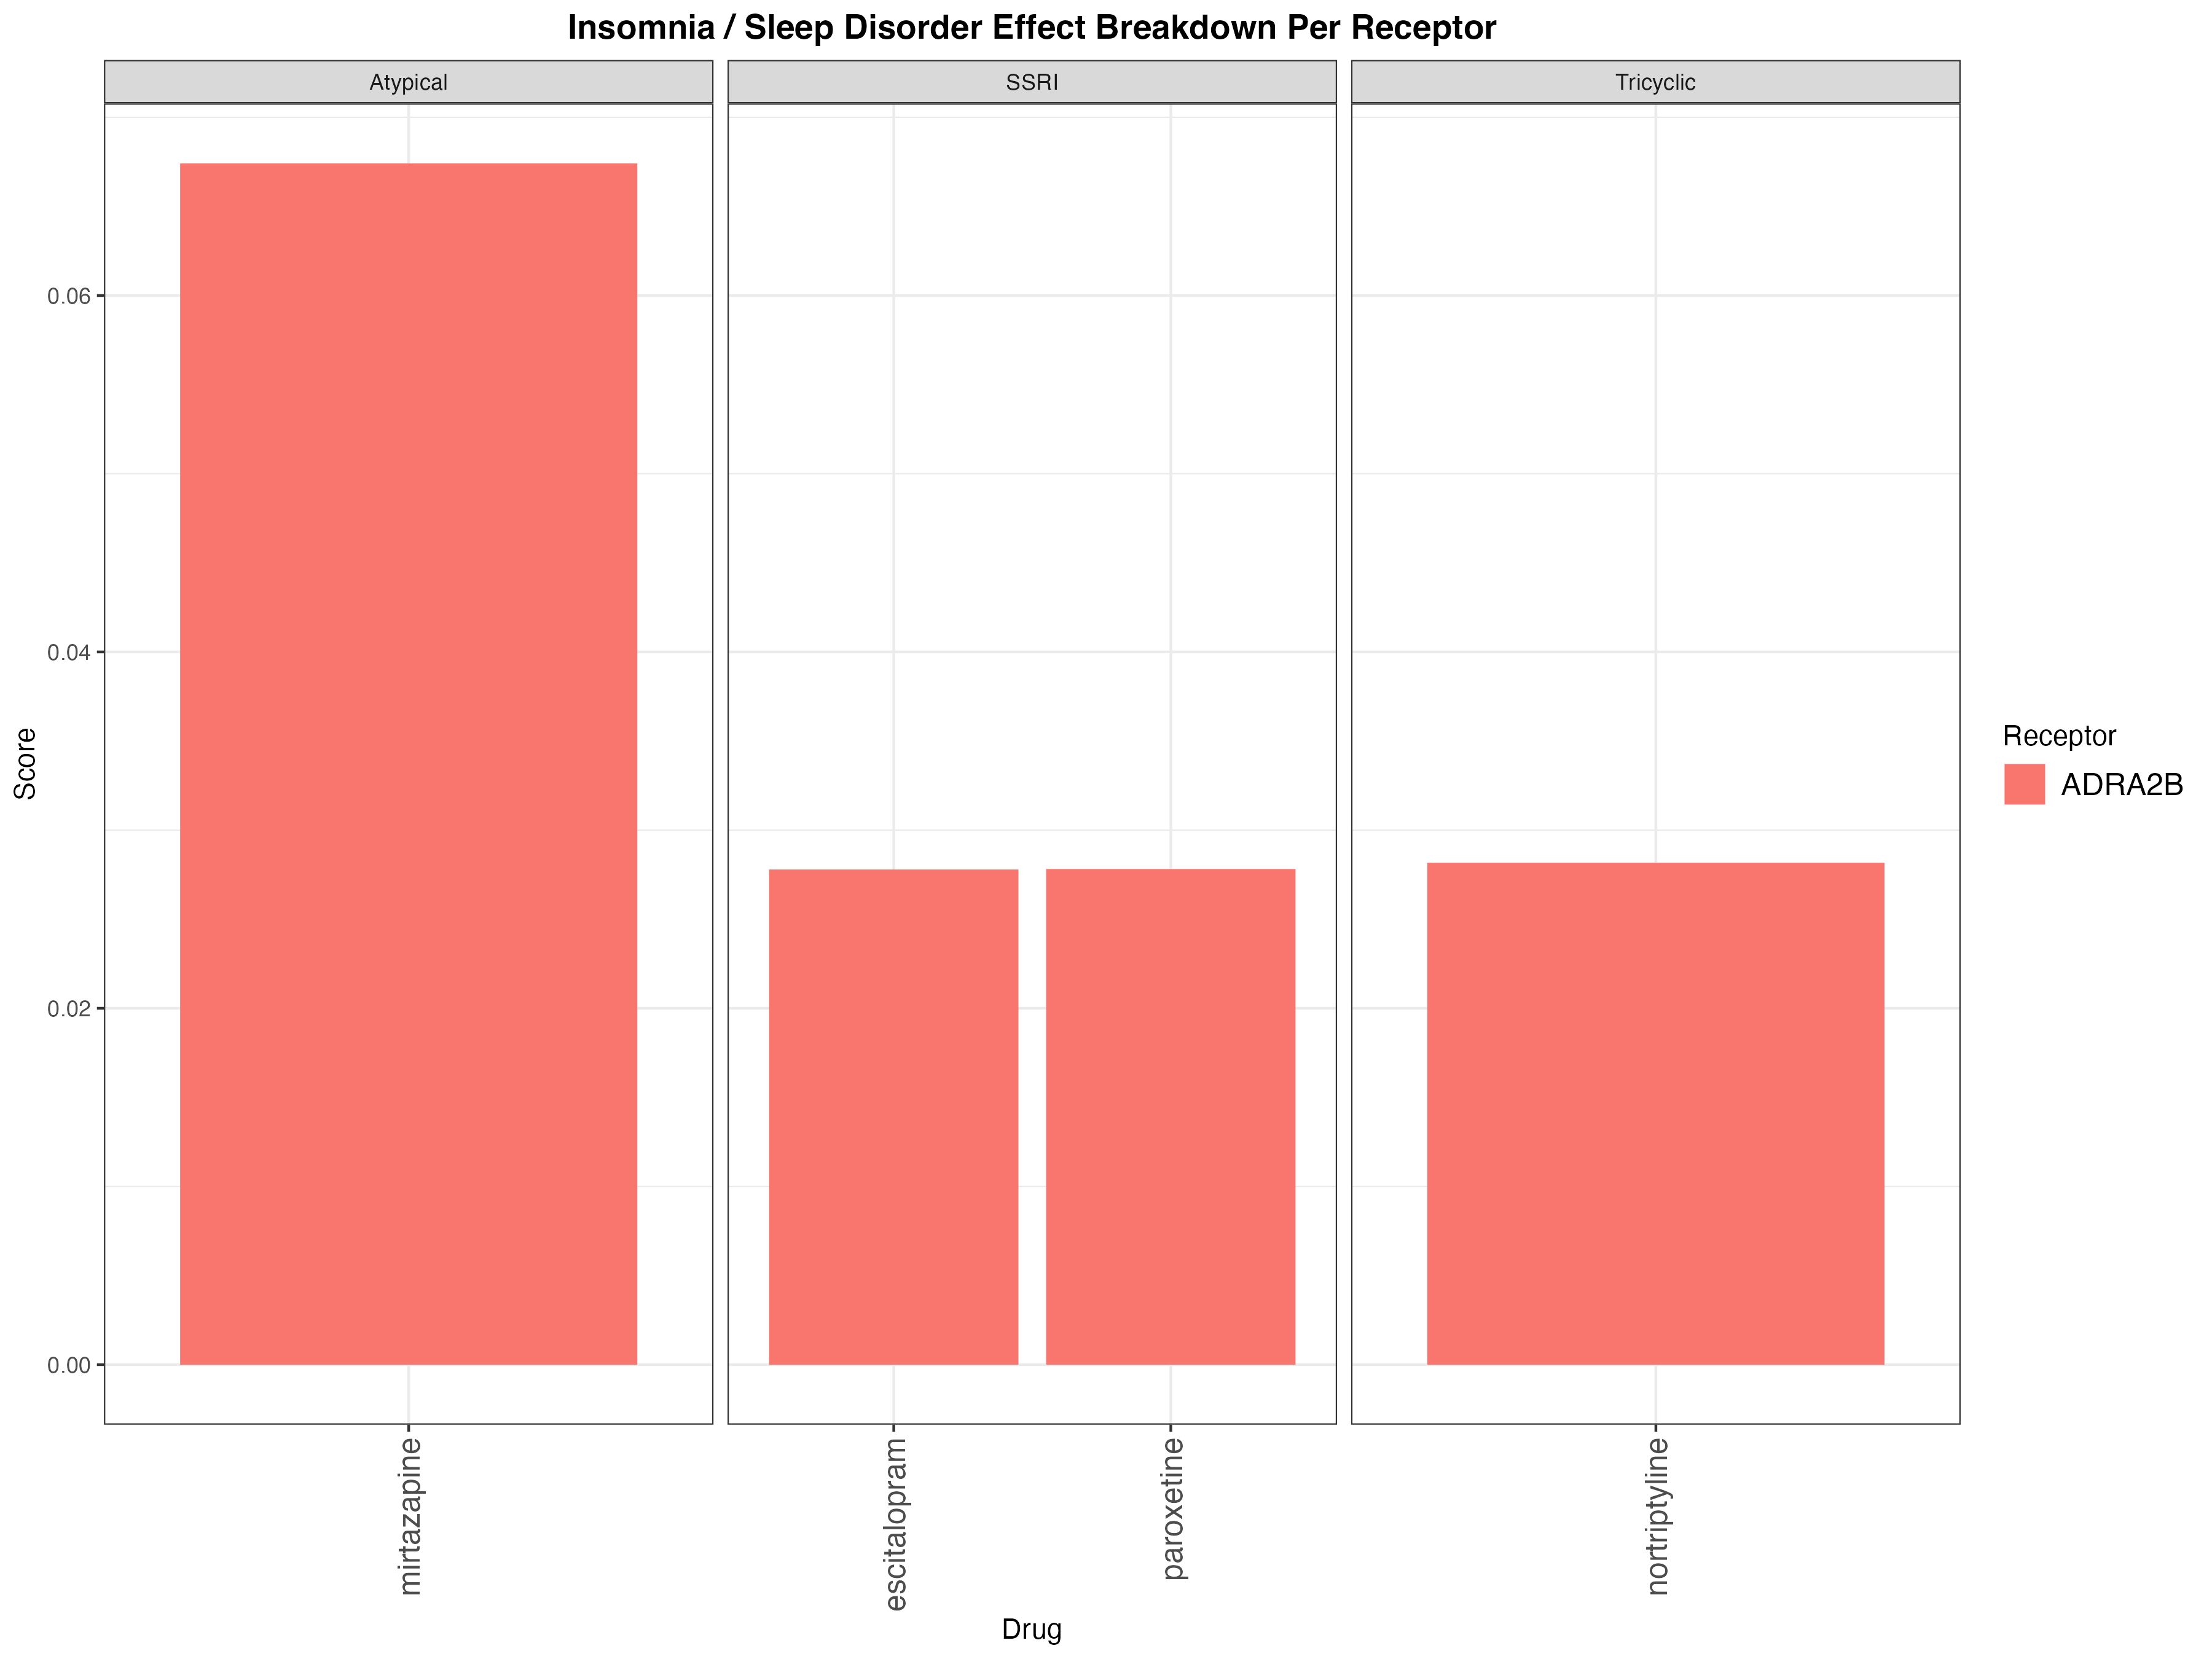 Insomnia / Sleep Disorder Effect Breakdown Per Receptor
Atypical
SSRI
Tricyclic
Score
0.06
0.04
0.02
0.00
mirtazapine
escitalopram
paroxetine
nortriptyline
Drug
Receptor
ADRA2B